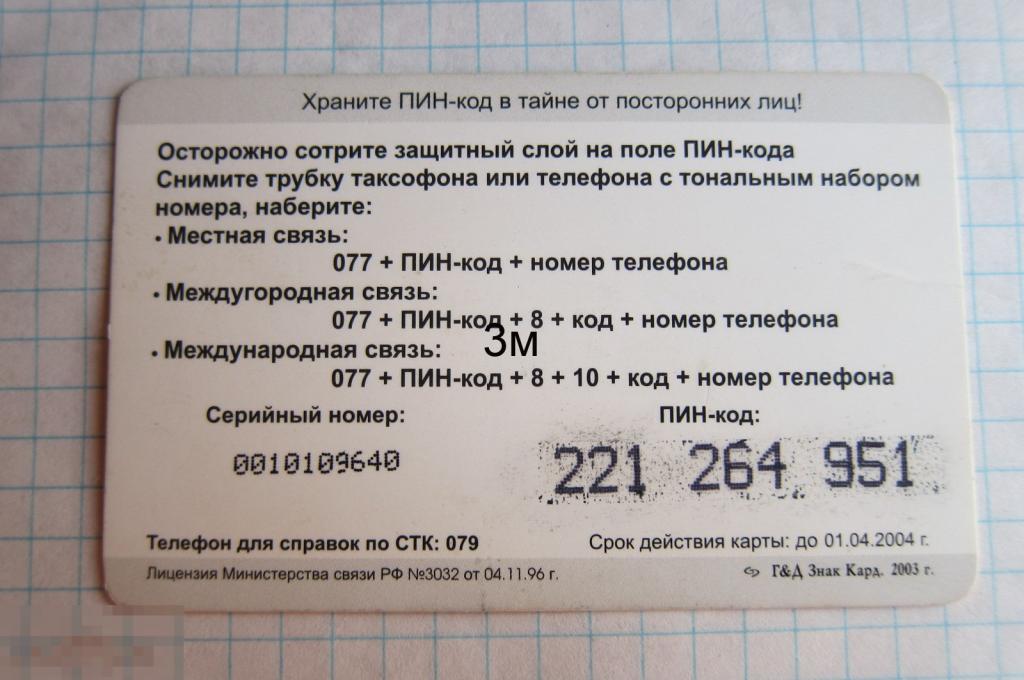 Храните ПИН-код в тайне от посторонних лиц!
Осторожно сотрите защитный слой на поле ПИН-кода
Снимите трубку таксофона или телефона с тональным набором
номера, наберите:
• Местная связь:
077 + ПИН-код + номер телефона
• Междугородная связь:
077 + ПИН-код + 8 + код + номер телефона
3м
• Международная связь:
077 + ПИН-код + 8 + 10 + код + номер телефона
Серийный номер: ПИН-код:
0010109640 221 264 951
Телефон для справок по СТК: 079 Срок действия карты: до 01.04.2004 г.
Лицензия Министерства связи РФ №3032 от 04.11.96 г. Г&Д Знак Кард. 2003 г.